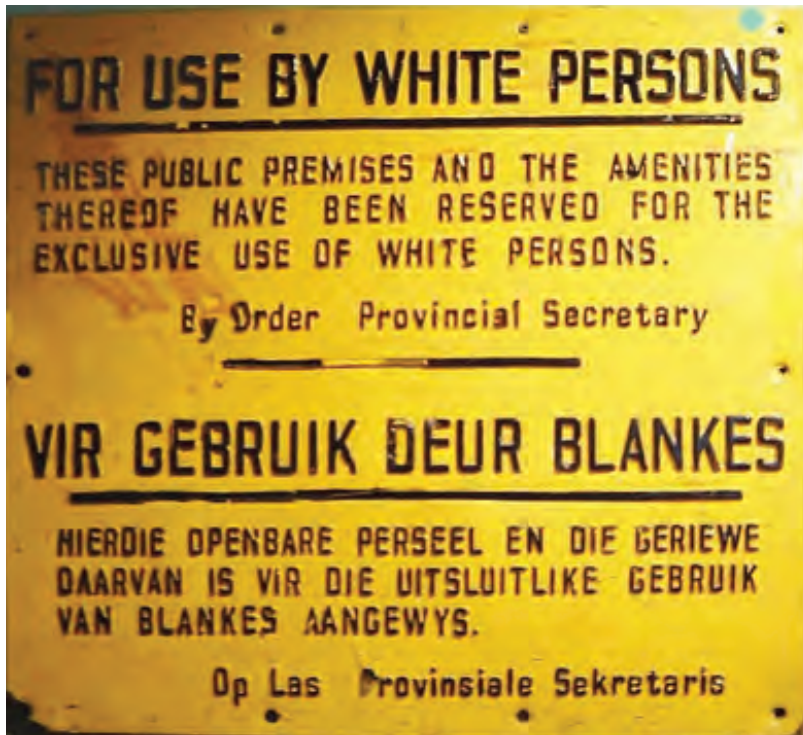 FOR USE BY WHITE PERSONS
THESE PUBLIC PREMISES AND THE AMENITIES
THEREOF HAVE BEEN RESERVED FOR THE
EXCLUSIVE USE OF WHITE PERSONS.
By Order Provincial Secretary
VIR GEBRUIK DEUR BLANKES
HIERDIE OPENBARE PERSEEL EN DIE GERIEWE
DAARVAN IS VIR DIE UITSLUITLIKE GEBRUIK
VAN BLANKES AANGEWYS.
Op Las Provinsiale Sekretaris